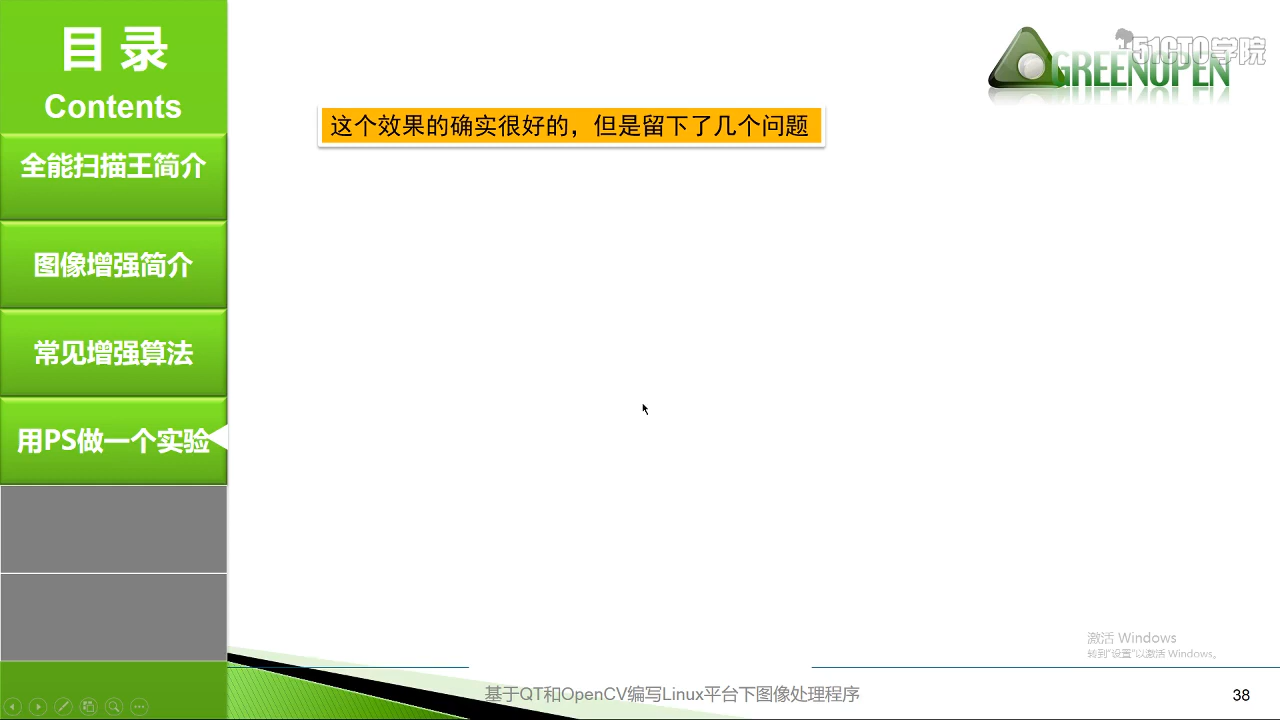 目 录
Contents
全能扫描王简介
图像增强简介
常见增强算法
用PS做一个实验
51CTO学院
GREENOPEN
这个效果的确实很好的，但是留下了几个问题
激活 Windows
转到"设置"以激活 Windows。
基于QT和OpenCV编写Linux平台下图像处理程序
38